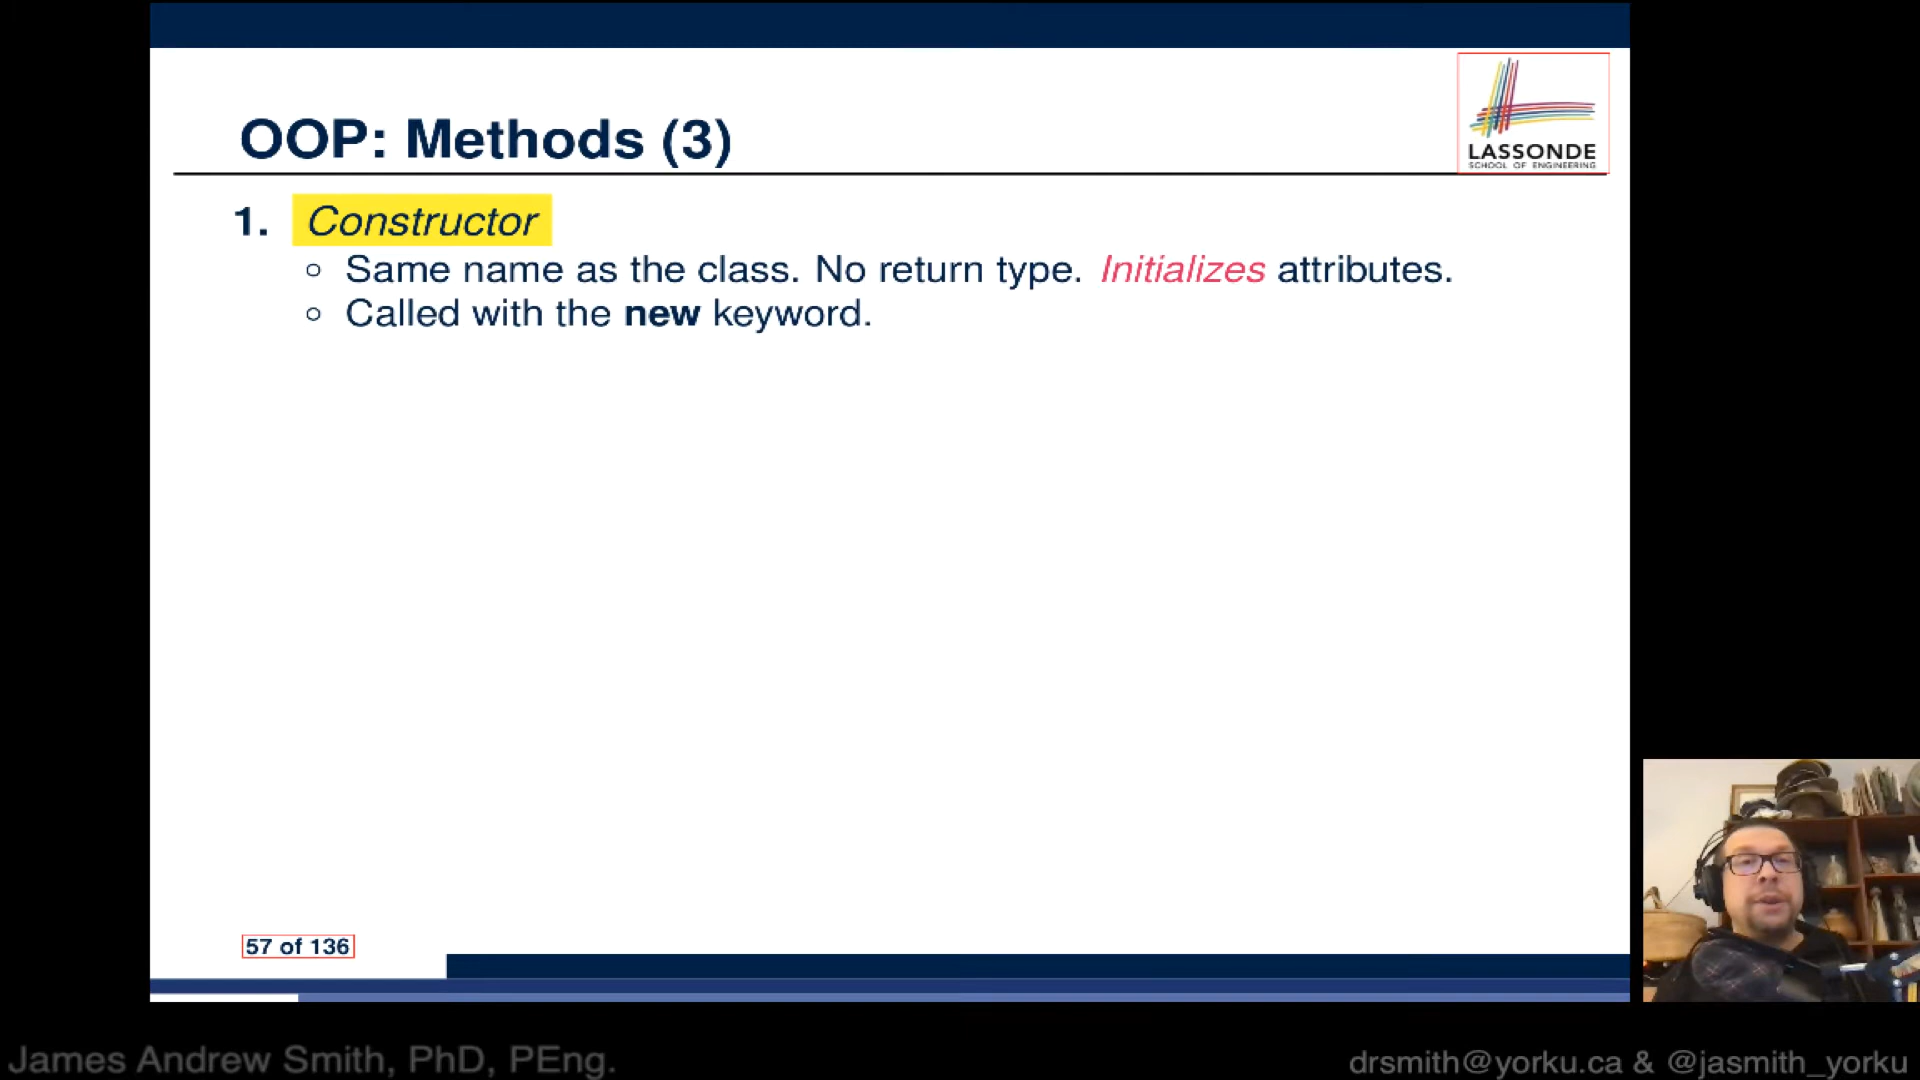 OOP: Methods (3)
LASSONDE
SCHOOL OF ENGINEERING
1. Constructor
○ Same name as the class. No return type. Initializes attributes.
○ Called with the new keyword.
57 of 136
James Andrew Smith, PhD, PEng.
drsmith@yorku.ca & @jasmith_yorku